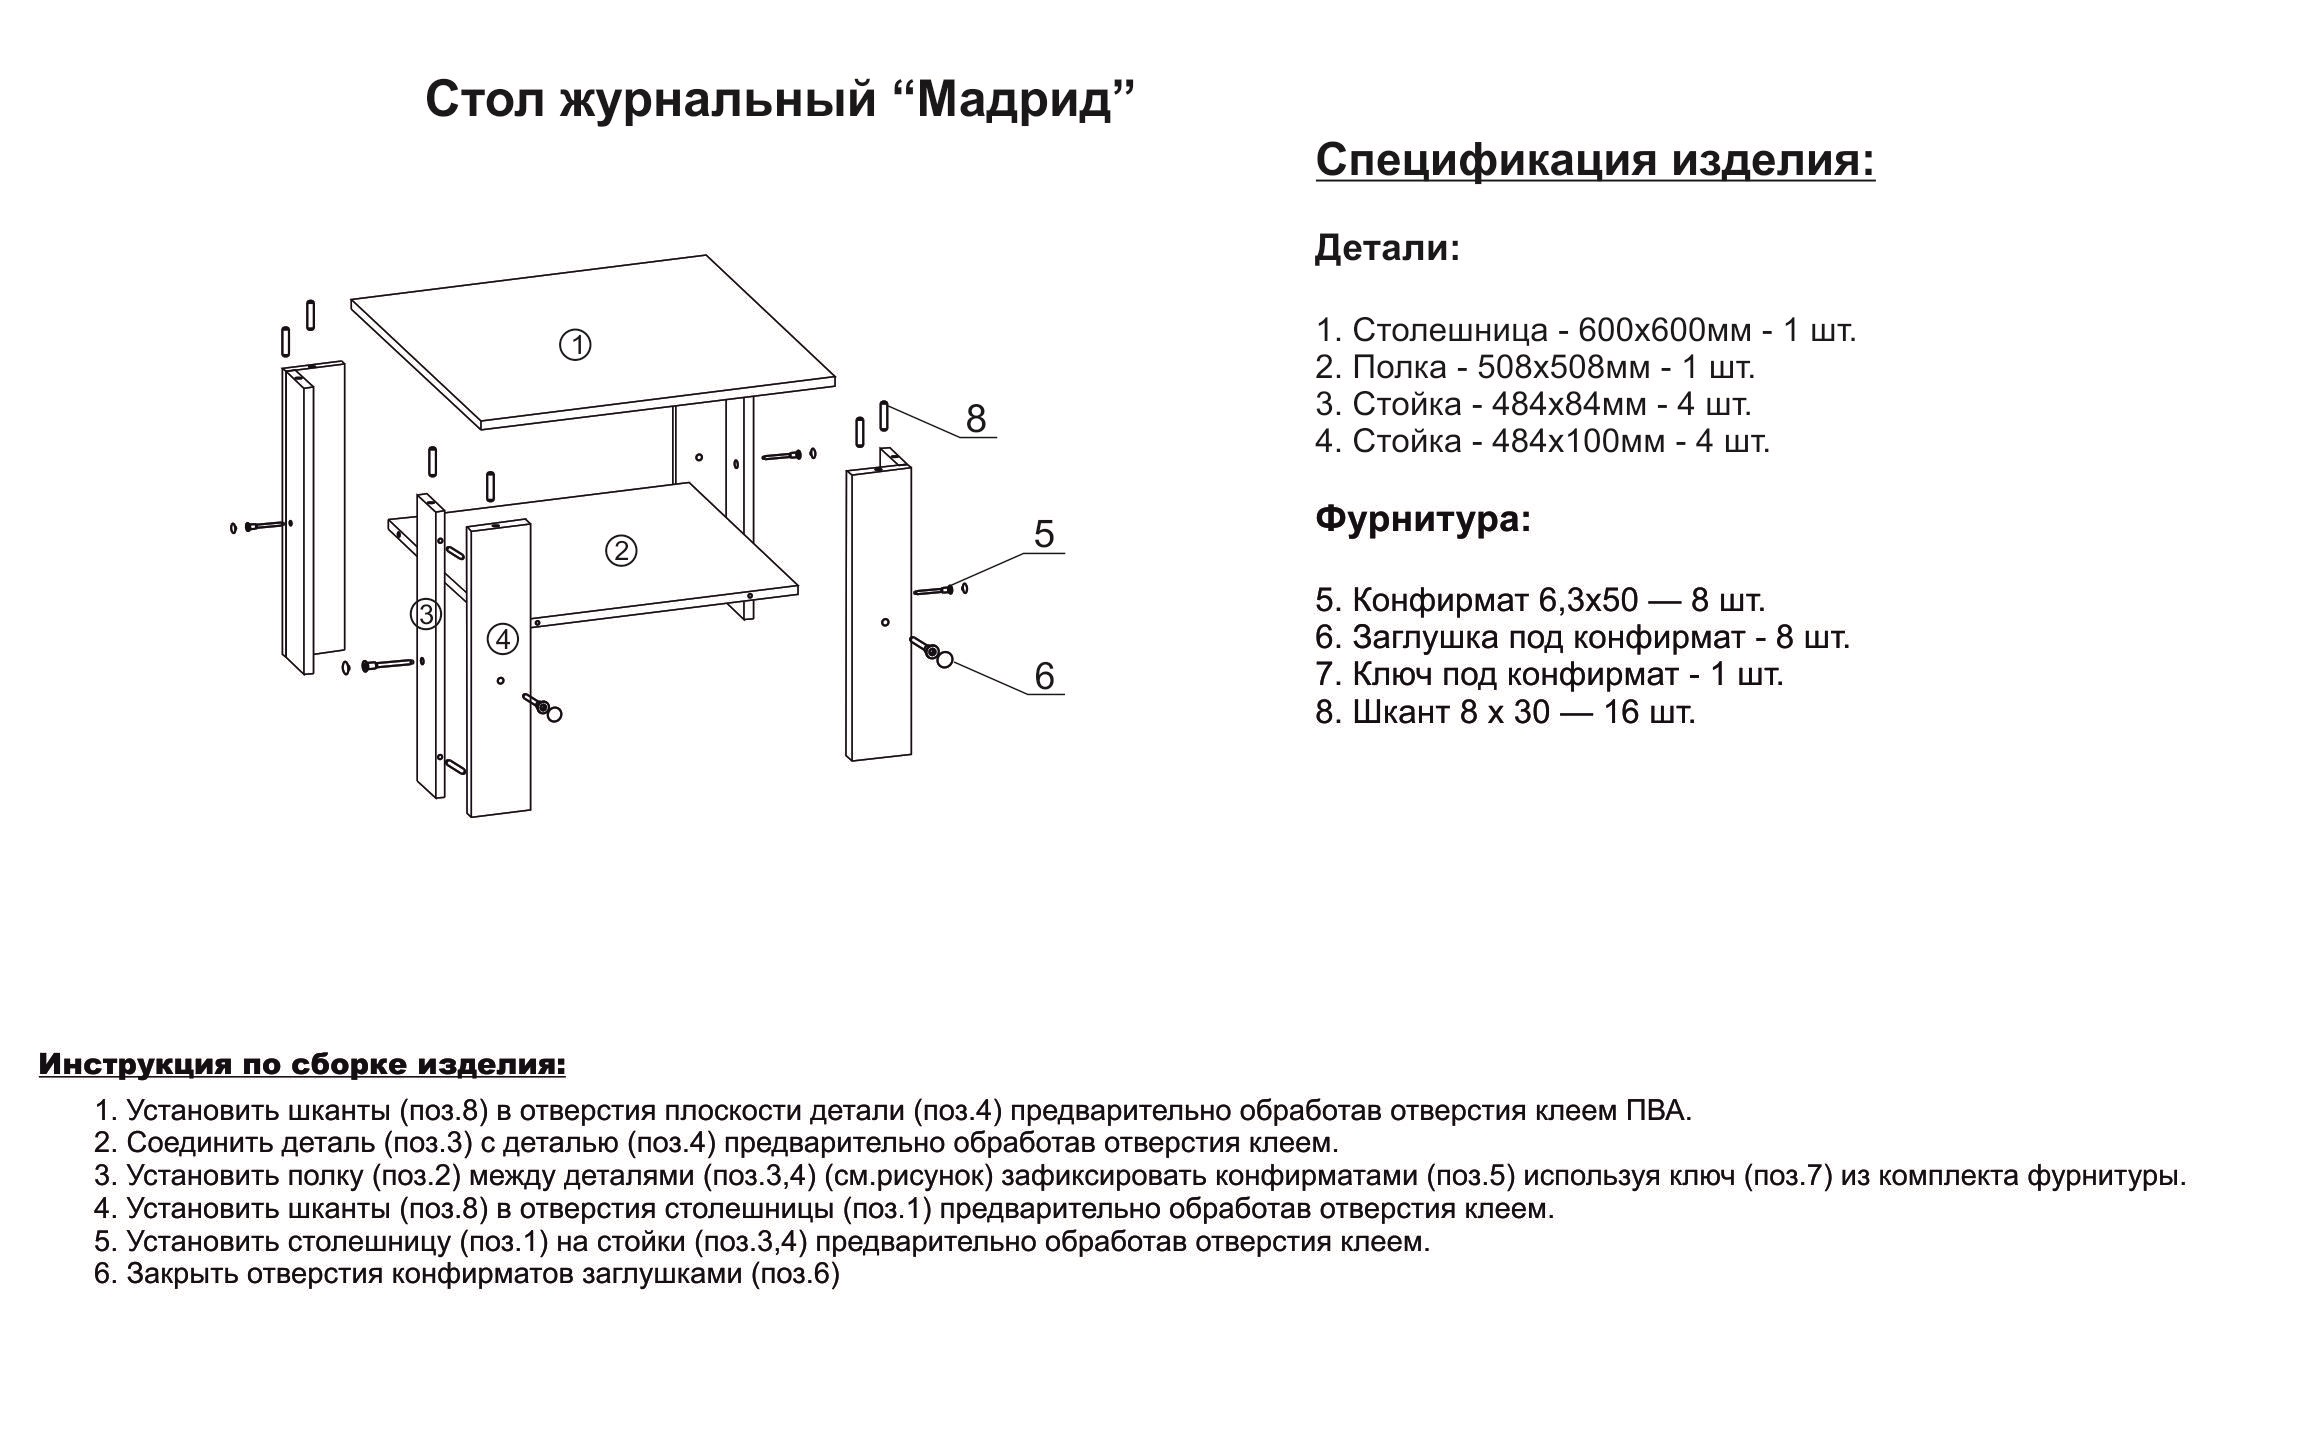 Стол журнальный “Мадрид”
Спецификация изделия:
Детали:
1. Столешница - 600х600мм - 1 шт.
2. Полка - 508х508мм - 1 шт.
3. Стойка - 484х84мм - 4 шт.
4. Стойка - 484х100мм - 4 шт.
Фурнитура:
5. Конфирмат 6,3х50 — 8 шт.
6. Заглушка под конфирмат - 8 шт.
7. Ключ под конфирмат - 1 шт.
8. Шкант 8 х 30 — 16 шт.
1
8
5
2
3
4
6
Инструкция по сборке изделия:
1. Установить шканты (поз.8) в отверстия плоскости детали (поз.4) предварительно обработав отверстия клеем ПВА.
2. Соединить деталь (поз.3) с деталью (поз.4) предварительно обработав отверстия клеем.
3. Установить полку (поз.2) между деталями (поз.3,4) (см.рисунок) зафиксировать конфирматами (поз.5) используя ключ (поз.7) из комплекта фурнитуры.
4. Установить шканты (поз.8) в отверстия столешницы (поз.1) предварительно обработав отверстия клеем.
5. Установить столешницу (поз.1) на стойки (поз.3,4) предварительно обработав отверстия клеем.
6. Закрыть отверстия конфирматов заглушками (поз.6)